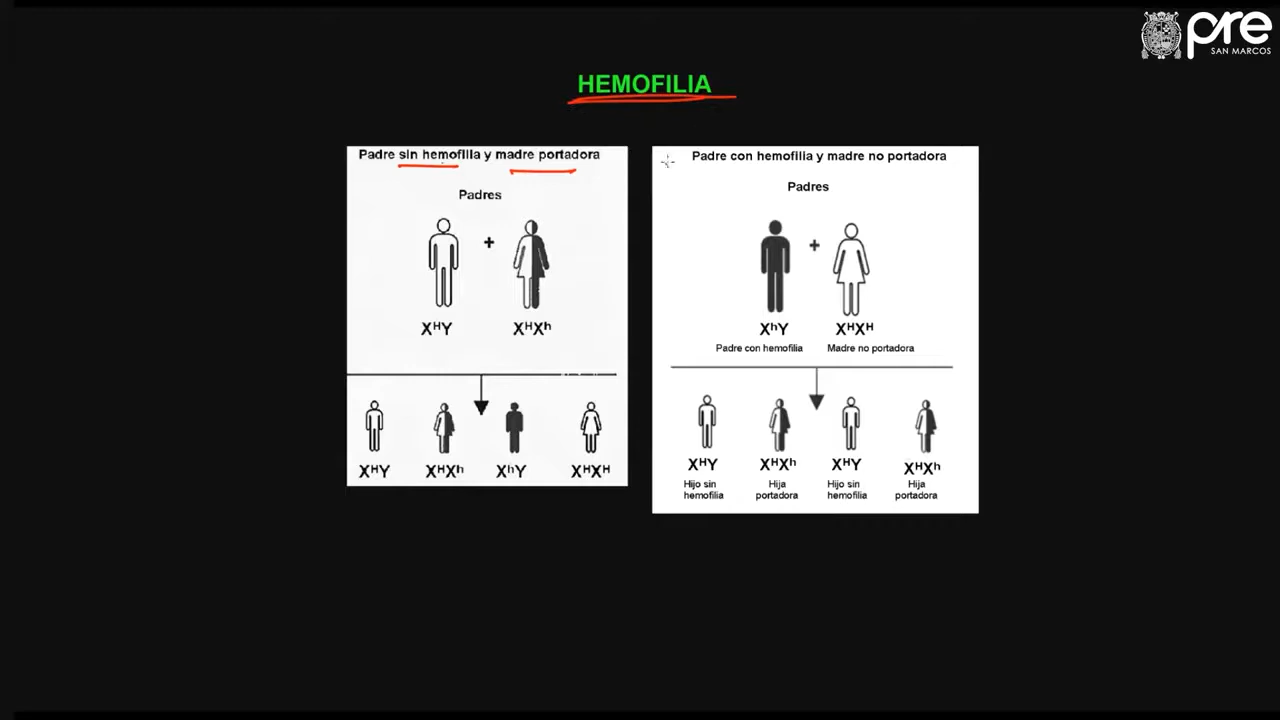 pre
SAN MARCOS
HEMOFILIA
Padre sin hemofilia y madre portadora
Padres
+
XᴴY XᴴXʰ
XᴴY XᴴXʰ XʰY XᴴXᴴ
Padre con hemofilia y madre no portadora
Padres
+
XʰY XᴴXᴴ
Padre con hemofilia Madre no portadora
XᴴY XᴴXʰ XᴴY XᴴXʰ
Hijo sin hemofilia
Hija portadora
Hijo sin hemofilia
Hija portadora